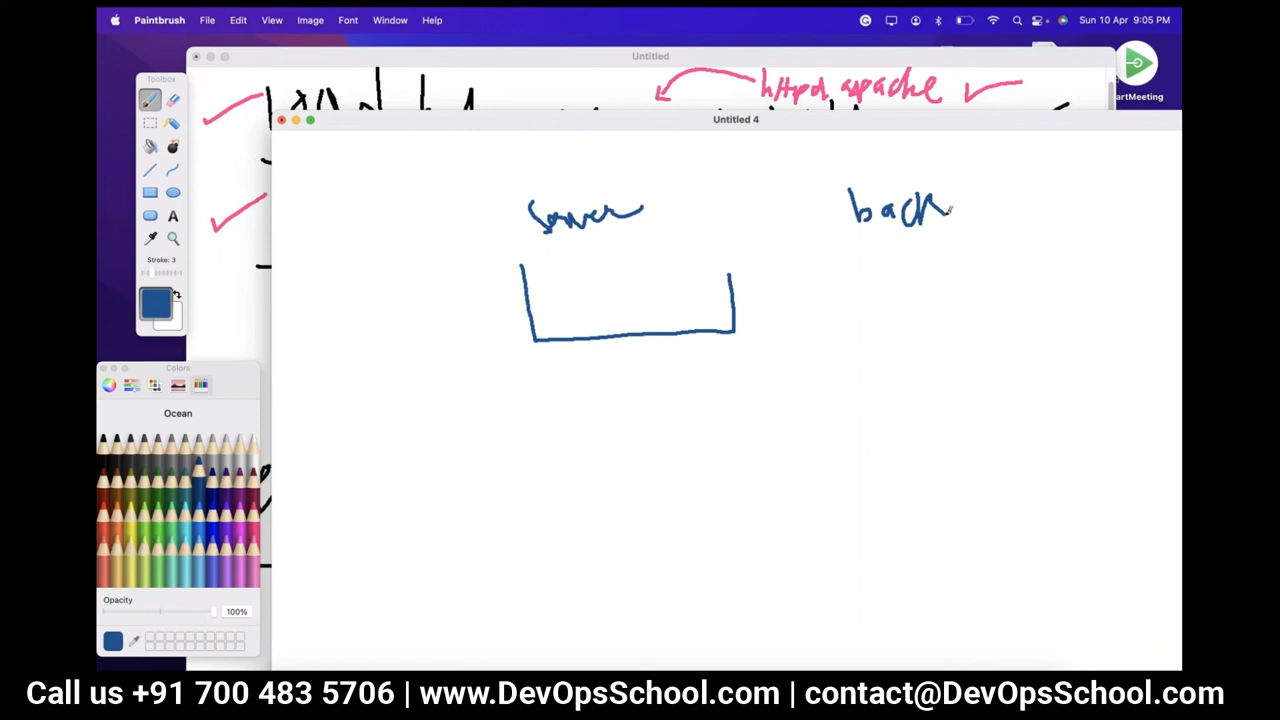 Paintbrush File Edit View Image Font Window Help Sun 10 Apr 9:05 PM
Untitled
Toolbox
httpd, apache
artMeeting
Untitled 4
server back
A
Stroke: 3
Colors
Ocean
Opacity
100%
Call us +91 700 483 5706 | www.DevOpsSchool.com | contact@DevOpsSchool.com